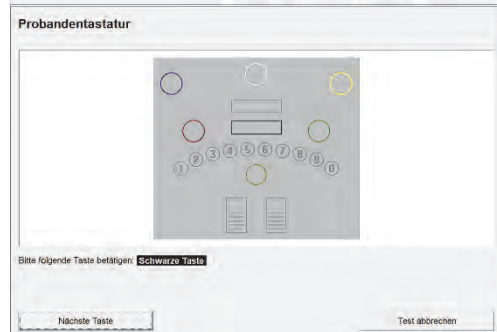 Probandentastatur
1 2 3 4 5 6 7 8 9 0
Bitte folgende Taste betätigen: Schwarze Taste
Nächste Taste
Test abbrechen